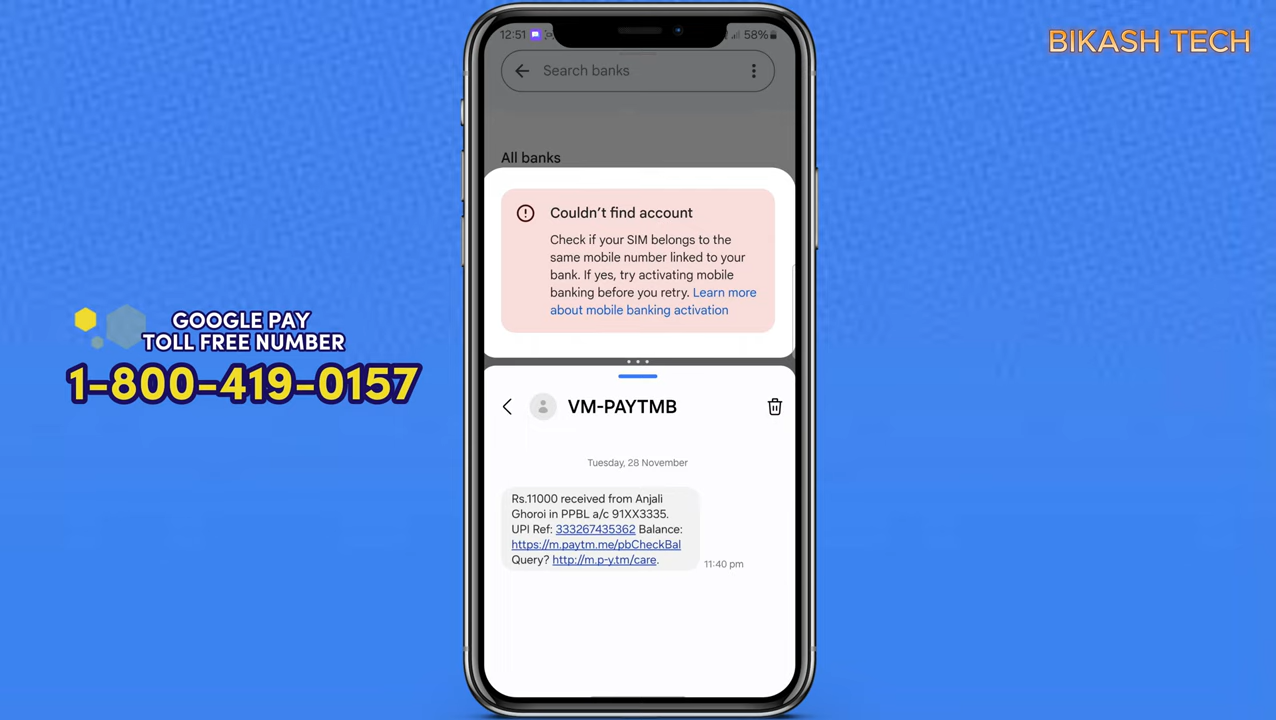 BIKASH TECH
12:51
58%
Search banks
All banks
Couldn't find account
Check if your SIM belongs to the
same mobile number linked to your
bank. If yes, try activating mobile
banking before you retry. Learn more
about mobile banking activation
GOOGLE PAY
TOLL FREE NUMBER
1-800-419-0157
VM-PAYTMB
Tuesday, 28 November
Rs.11000 received from Anjali
Ghoroi in PPBL a/c 91XX3335.
UPI Ref: 333267435362 Balance:
https://m.paytm.me/pbCheckBal
Query? http://m.p-y.tm/care.
11:40 pm